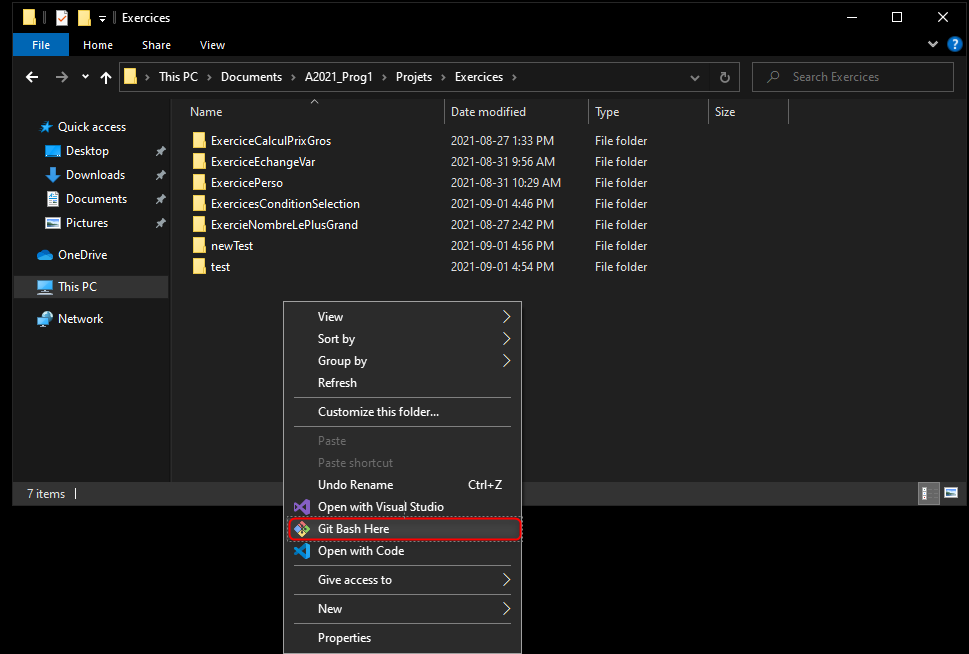 Exercices
File Home Share View
This PC Documents A2021_Prog1 Projets Exercices Search Exercices
Name Date modified Type Size
Quick access
Desktop
Downloads
Documents
Pictures
OneDrive
This PC
Network
ExerciceCalculPrixGros 2021-08-27 1:33 PM File folder
ExerciceEchangeVar 2021-08-31 9:56 AM File folder
ExercicePerso 2021-08-31 10:29 AM File folder
ExercicesConditionSelection 2021-09-01 4:46 PM File folder
ExercieNombreLePlusGrand 2021-08-27 2:42 PM File folder
newTest 2021-09-01 4:56 PM File folder
test 2021-09-01 4:54 PM File folder
View
Sort by
Group by
Refresh
Customize this folder...
Paste
Paste shortcut
Undo Rename Ctrl+Z
Open with Visual Studio
Git Bash Here
Open with Code
Give access to
New
Properties
7 items